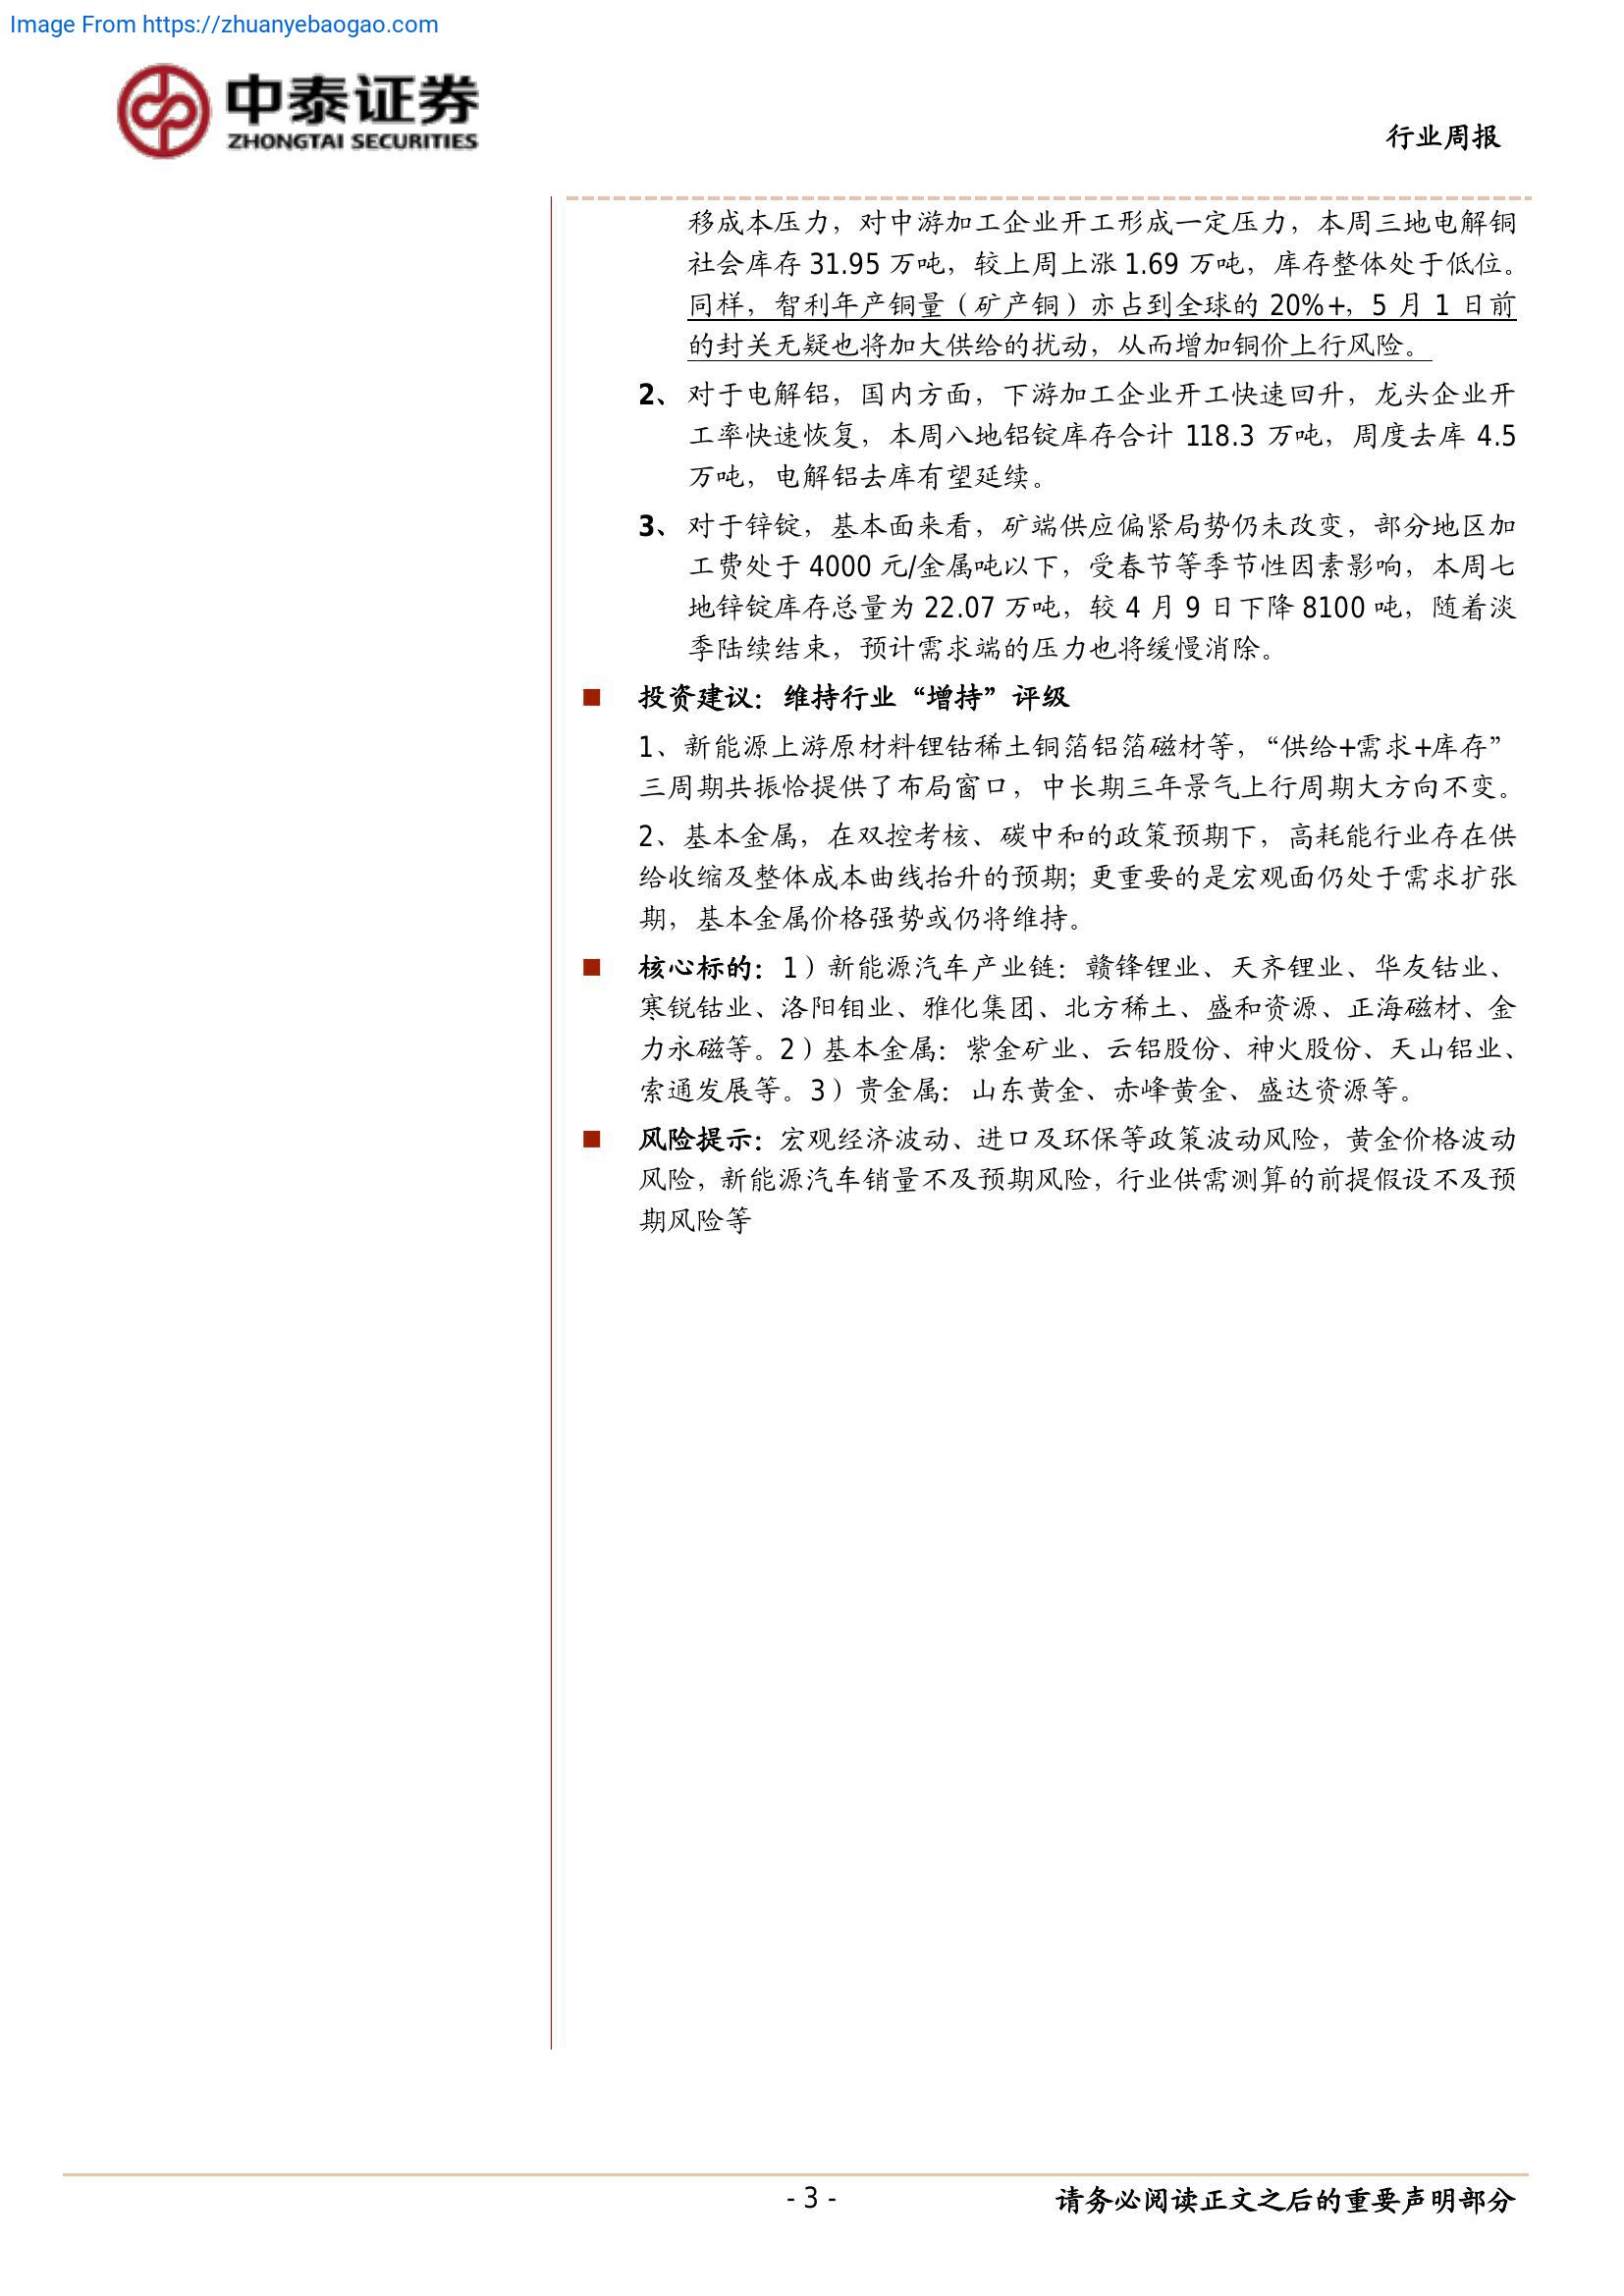 Image From https://zhuanyebaogao.com
中泰证券
ZHONGTAI SECURITIES
行业周报
移成本压力，对中游加工企业开工形成一定压力，本周三地电解铜
社会库存 31.95 万吨，较上周上涨 1.69 万吨，库存整体处于低位。
同样，智利年产铜量（矿产铜）亦占到全球的 20%+，5 月 1 日前
的封关无疑也将加大供给的扰动，从而增加铜价上行风险。
2、 对于电解铝，国内方面，下游加工企业开工快速回升，龙头企业开
工率快速恢复，本周八地铝锭库存合计 118.3 万吨，周度去库 4.5
万吨，电解铝去库有望延续。
3、 对于锌锭，基本面来看，矿端供应偏紧局势仍未改变，部分地区加
工费处于 4000 元/金属吨以下，受春节等季节性因素影响，本周七
地锌锭库存总量为 22.07 万吨，较 4 月 9 日下降 8100 吨，随着淡
季陆续结束，预计需求端的压力也将缓慢消除。
■ 投资建议：维持行业“增持”评级
1、新能源上游原材料锂钴稀土铜箔铝箔磁材等，“供给+需求+库存”
三周期共振恰提供了布局窗口，中长期三年景气上行周期大方向不变。
2、基本金属，在双控考核、碳中和的政策预期下，高耗能行业存在供
给收缩及整体成本曲线抬升的预期；更重要的是宏观面仍处于需求扩张
期，基本金属价格强势或仍将维持。
■ 核心标的：1）新能源汽车产业链：赣锋锂业、天齐锂业、华友钴业、
寒锐钴业、洛阳钼业、雅化集团、北方稀土、盛和资源、正海磁材、金
力永磁等。2）基本金属：紫金矿业、云铝股份、神火股份、天山铝业、
索通发展等。3）贵金属：山东黄金、赤峰黄金、盛达资源等。
■ 风险提示：宏观经济波动、进口及环保等政策波动风险，黄金价格波动
风险，新能源汽车销量不及预期风险，行业供需测算的前提假设不及预
期风险等
- 3 -
请务必阅读正文之后的重要声明部分